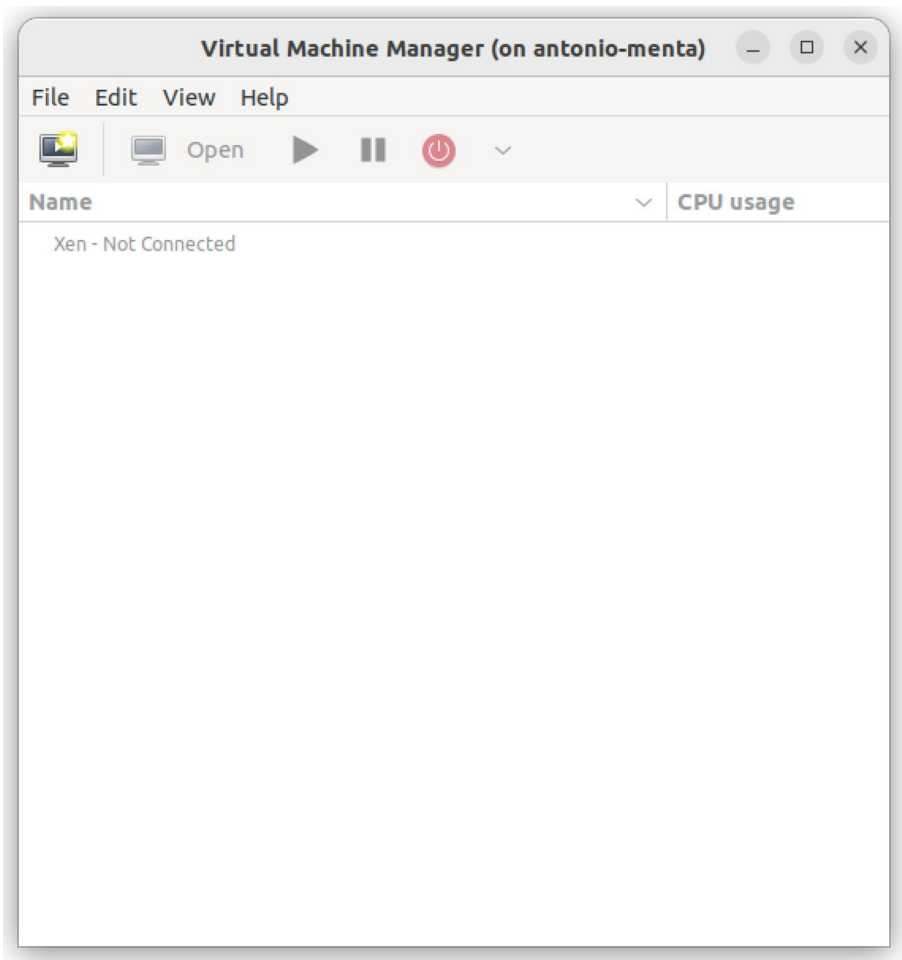 Virtual Machine Manager (on antonio-menta)
File Edit View Help
Open
Name CPU usage
Xen - Not Connected